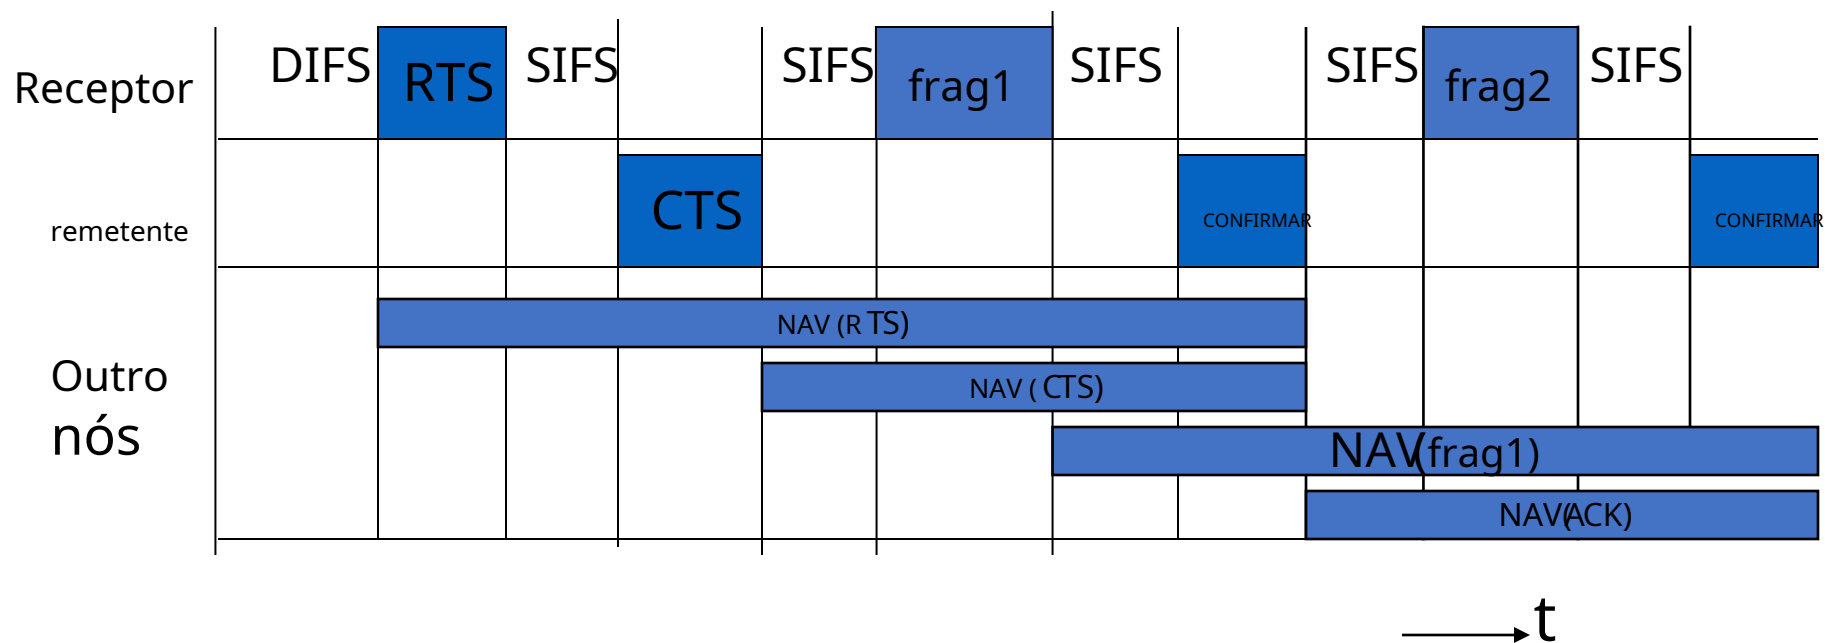 DIFS RTS SIFS SIFS frag1 SIFS SIFS frag2 SIFS
Receptor
CTS CONFIRMAR CONFIRMAR
remetente
NAV (RTS)
Outro
nós
NAV (CTS)
NAV(frag1)
NAV(ACK)
t